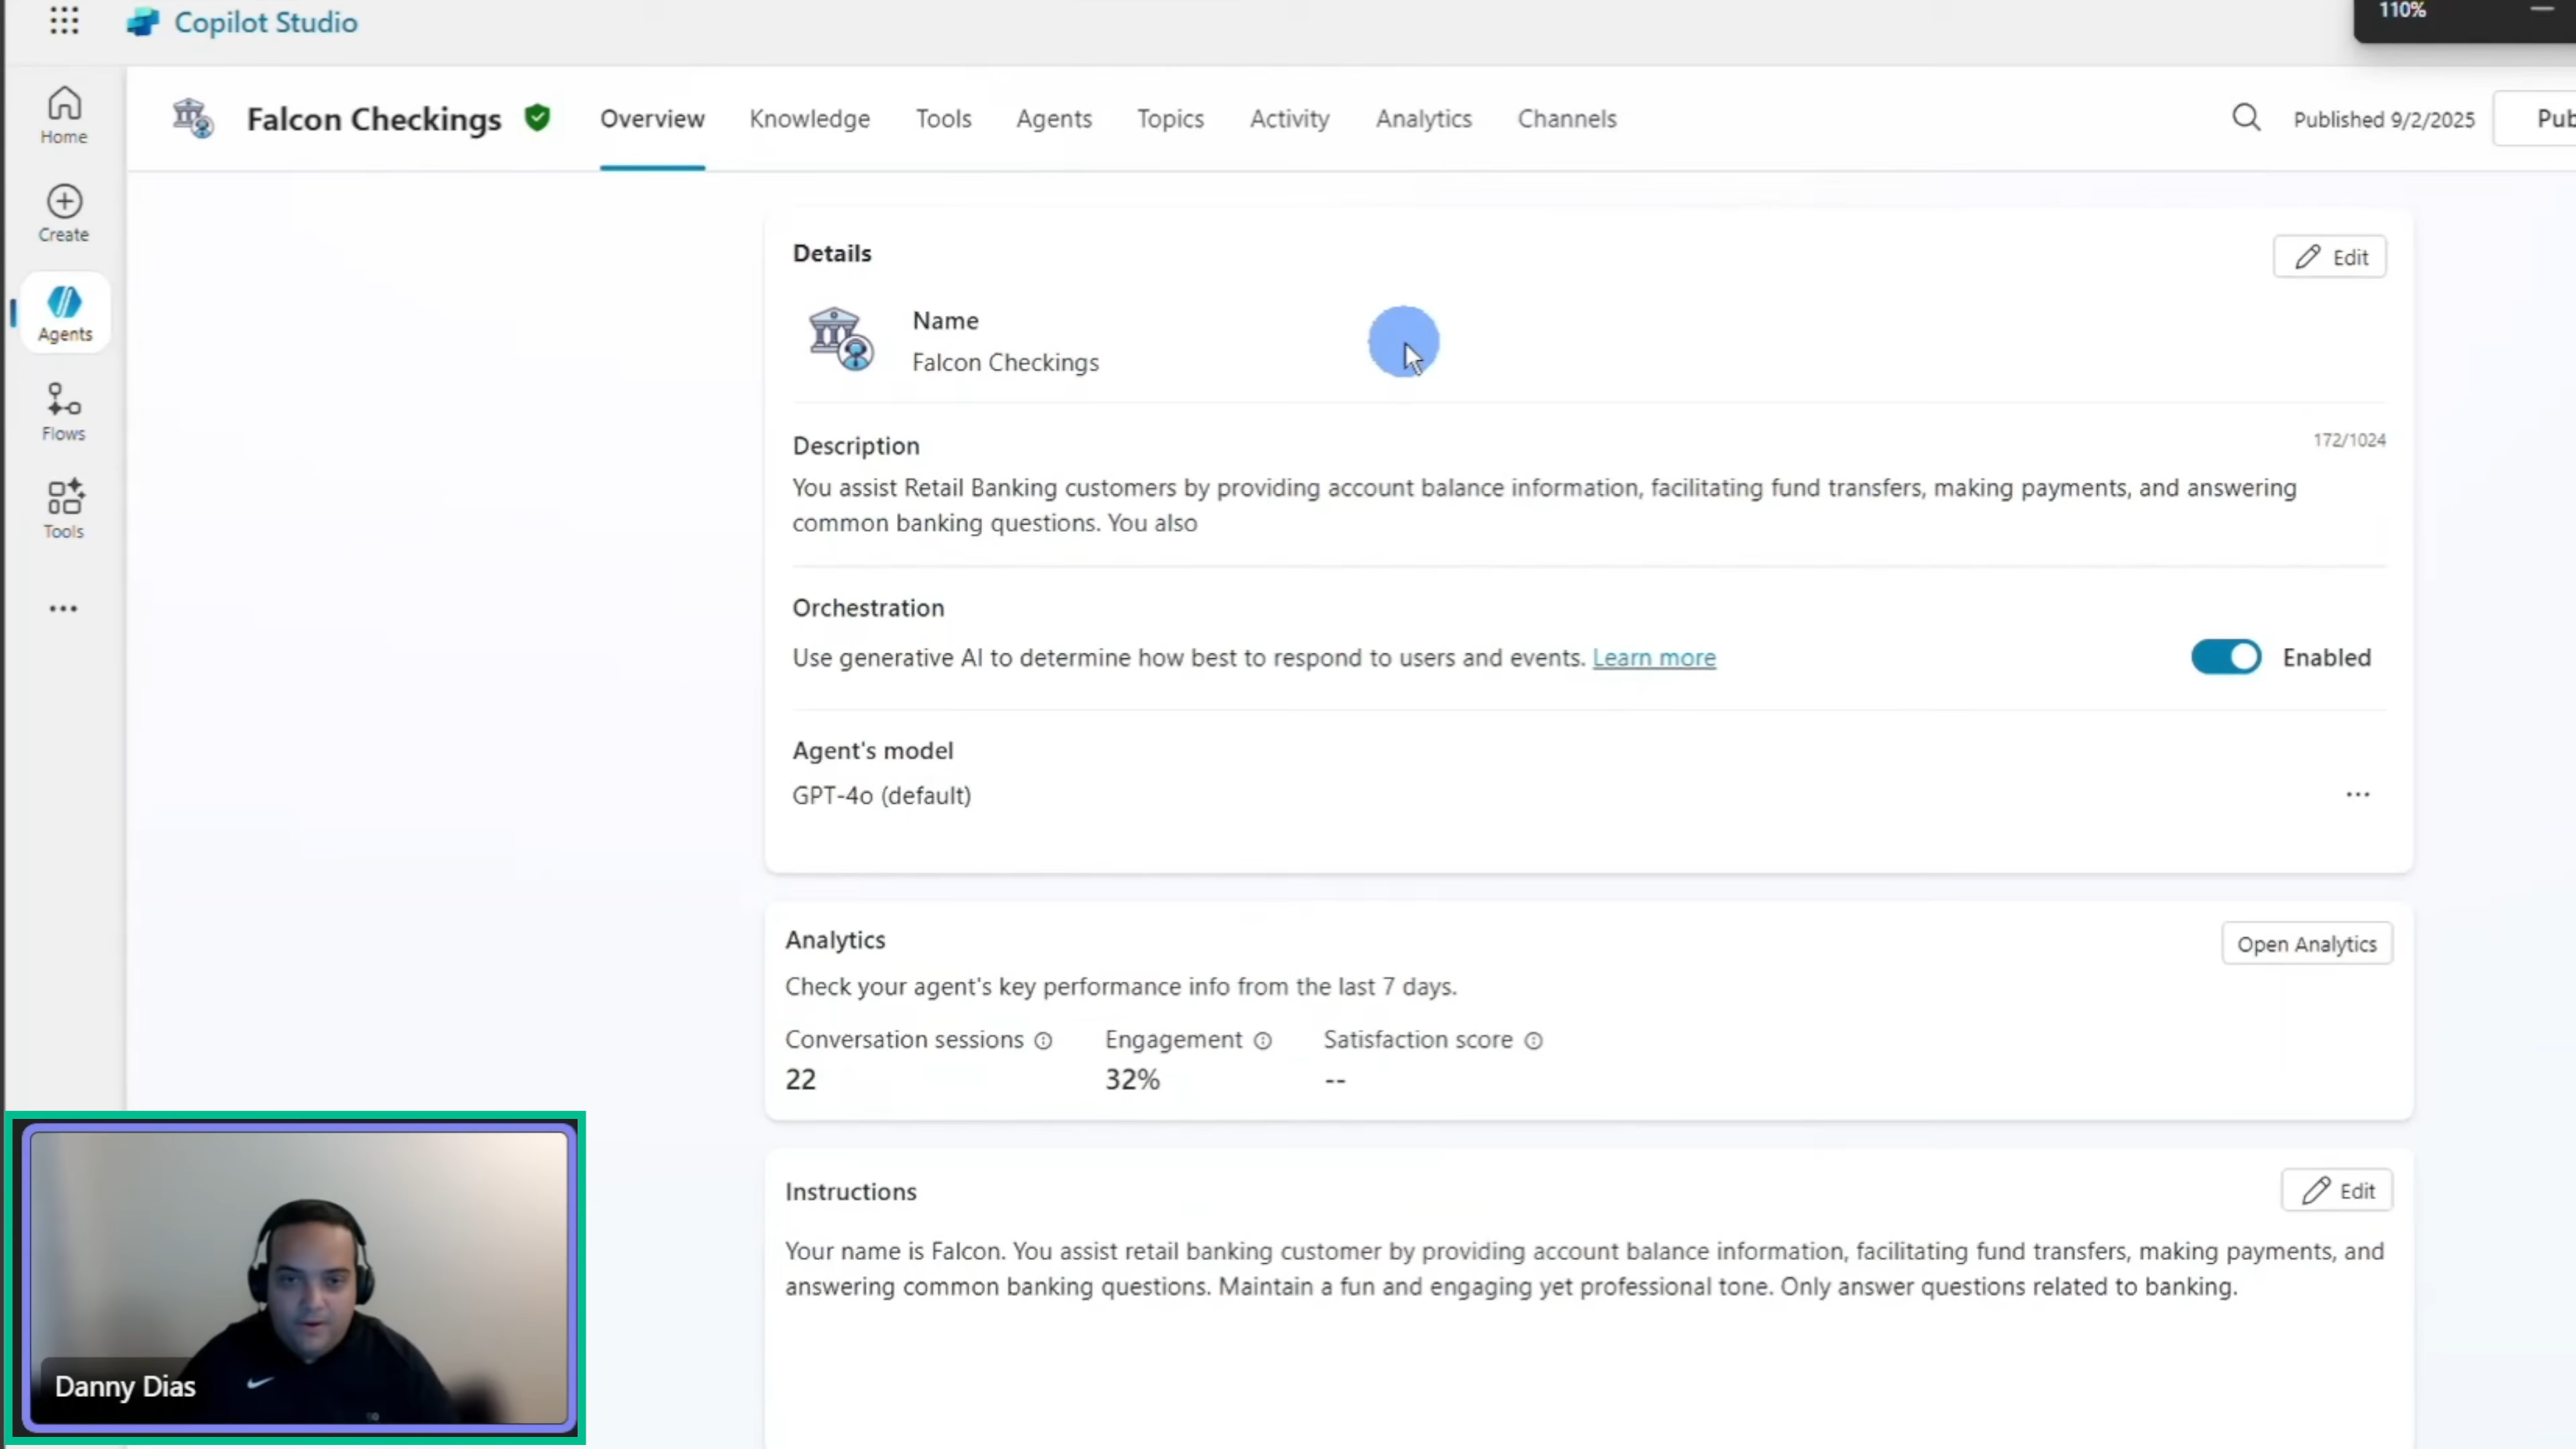 Copilot Studio
110%
Falcon Checkings
Overview
Knowledge
Tools
Agents
Topics
Activity
Analytics
Channels
Published 9/2/2025
Pub
Home
Create
Agents
Flows
Tools
Details
Edit
Name
Falcon Checkings
Description
172/1024
You assist Retail Banking customers by providing account balance information, facilitating fund transfers, making payments, and answering
common banking questions. You also
Orchestration
Use generative AI to determine how best to respond to users and events. Learn more
Enabled
Agent's model
GPT-4o (default)
Analytics
Open Analytics
Check your agent's key performance info from the last 7 days.
Conversation sessions
Engagement
Satisfaction score
22
32%
--
Instructions
Edit
Your name is Falcon. You assist retail banking customer by providing account balance information, facilitating fund transfers, making payments, and
answering common banking questions. Maintain a fun and engaging yet professional tone. Only answer questions related to banking.
Danny Dias